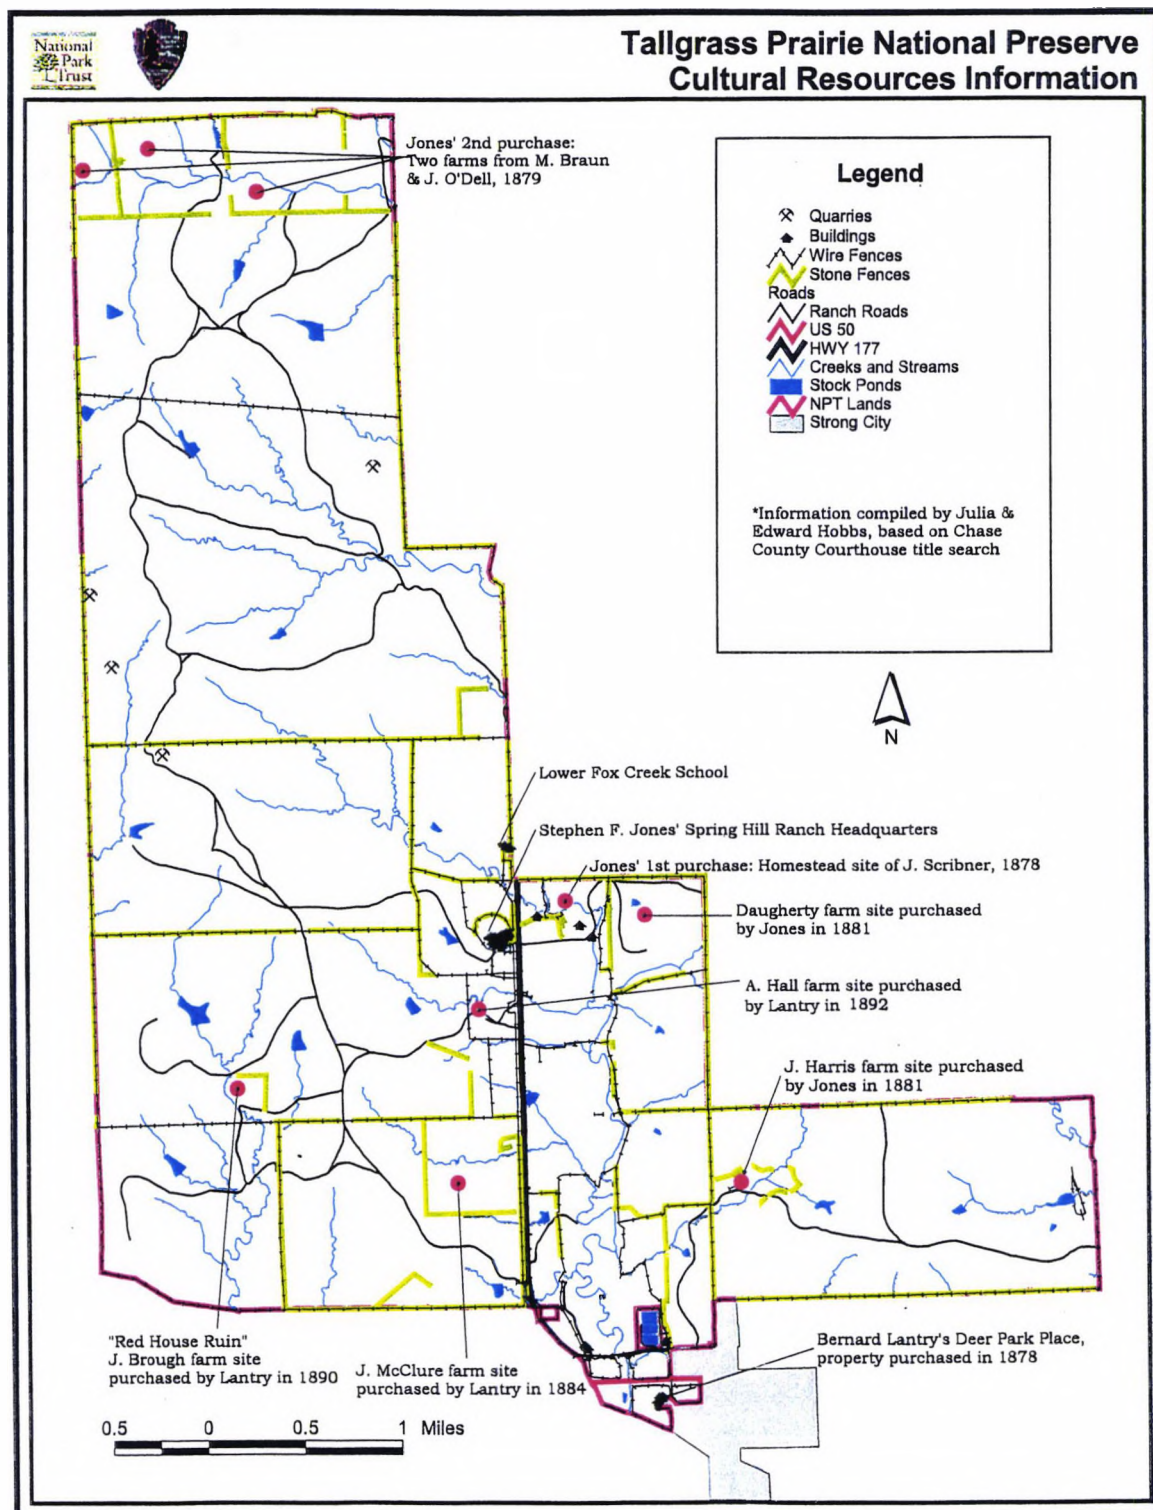 National
Park
Trust
Tallgrass Prairie National Preserve
Cultural Resources Information
Jones' 2nd purchase:
Two farms from M. Braun
& J. O'Dell, 1879
Legend
Quarries
Buildings
Wire Fences
Stone Fences
Roads
Ranch Roads
US 50
HWY 177
Creeks and Streams
Stock Ponds
NPT Lands
Strong City
*Information compiled by Julia &
Edward Hobbs, based on Chase
County Courthouse title search
N
Lower Fox Creek School
Stephen F. Jones' Spring Hill Ranch Headquarters
Jones' 1st purchase: Homestead site of J. Scribner, 1878
Daugherty farm site purchased
by Jones in 1881
A. Hall farm site purchased
by Lantry in 1892
J. Harris farm site purchased
by Jones in 1881
"Red House Ruin"
J. Brough farm site
purchased by Lantry in 1890
J. McClure farm site
purchased by Lantry in 1884
Bernard Lantry's Deer Park Place,
property purchased in 1878
0.5 0 0.5 1 Miles